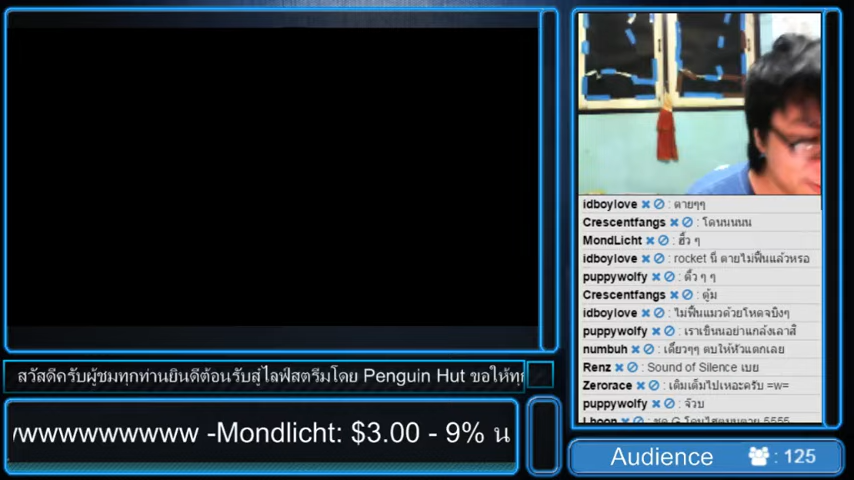 idboylove : ตายๆๆ
Crescentfangs : โดนนนนน
MondLicht : ฮิ้ว ๆ
idboylove : rocket นี่ ตายไม่ฟื้นแล้วหรอ
puppywolfy : ติ้ว ๆ ๆ
Crescentfangs : ตู้ม
idboylove : ไม่ฟื้นแมวด้วยโหดจบิงๆ
puppywolfy : เราเขินนอย่าแกล้งเลาสิ
numbuh : เดี๋ยวๆๆ ตบให้หัวแตกเลย
Renz : Sound of Silence เบย
Zerorace : เติมเต็มไปเหอะครับ =w=
puppywolfy : จ้วบ
สวัสดีครับผู้ชมทุกท่านยินดีต้อนรับสู่ไลฟ์สตรีมโดย Penguin Hut ขอให้ทุก
wwwwwwwwww -Mondlicht: $3.00 - 9% น
Audience : 125